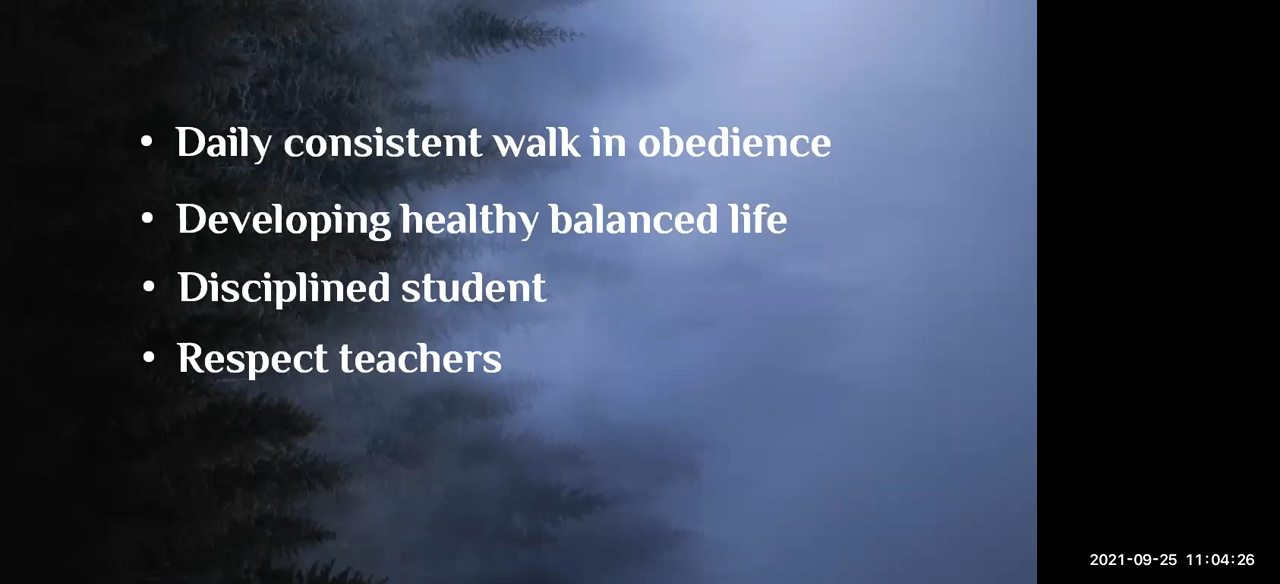 • Daily consistent walk in obedience
• Developing healthy balanced life
• Disciplined student
• Respect teachers
2021-09-25 11:04:26